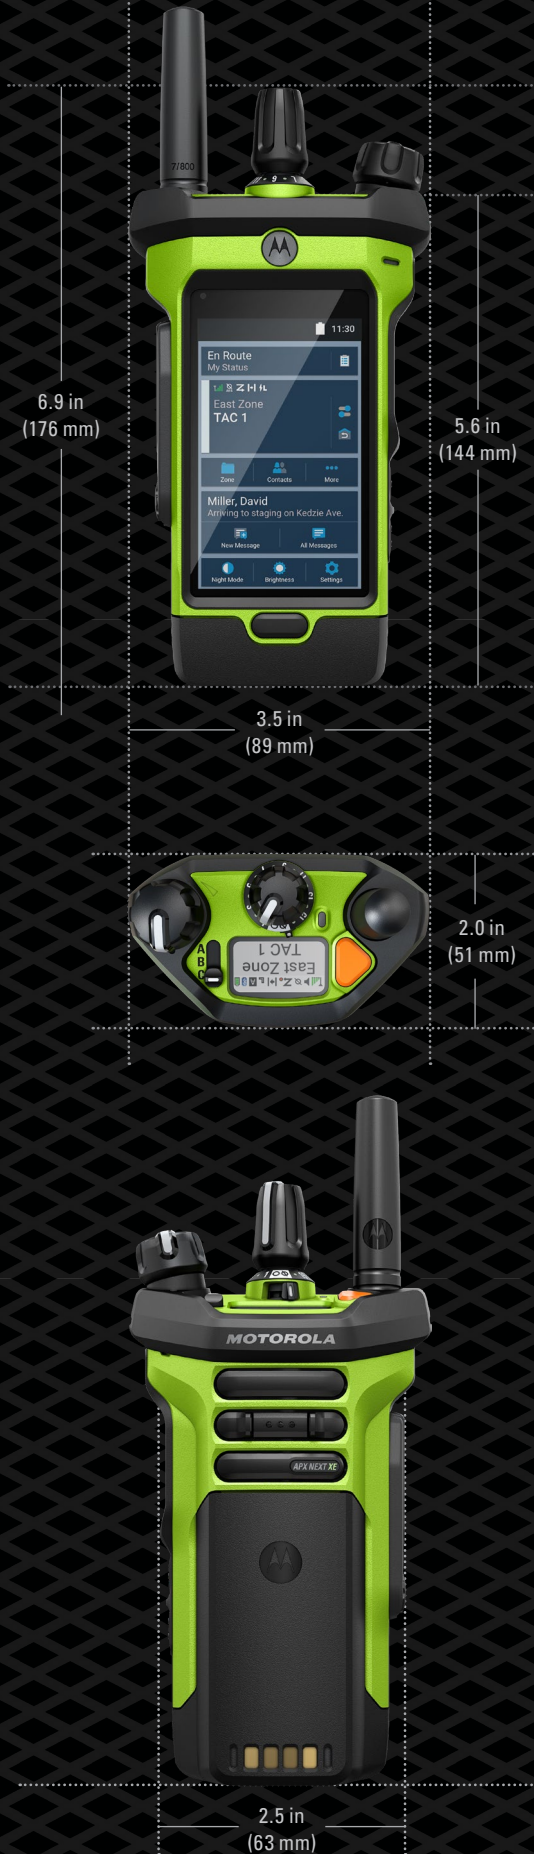 7/800
6.9 in
(176 mm)
11:30
En Route
My Status
East Zone
TAC 1
Zone
Contacts
More
Miller, David
Arriving to staging on Kedzie Ave.
New Message
All Messages
Night Mode
Brightness
Settings
5.6 in
(144 mm)
3.5 in
(89 mm)
A
B
C
TAC 1
East Zone
2.0 in
(51 mm)
MOTOROLA
APX NEXT XE
2.5 in
(63 mm)